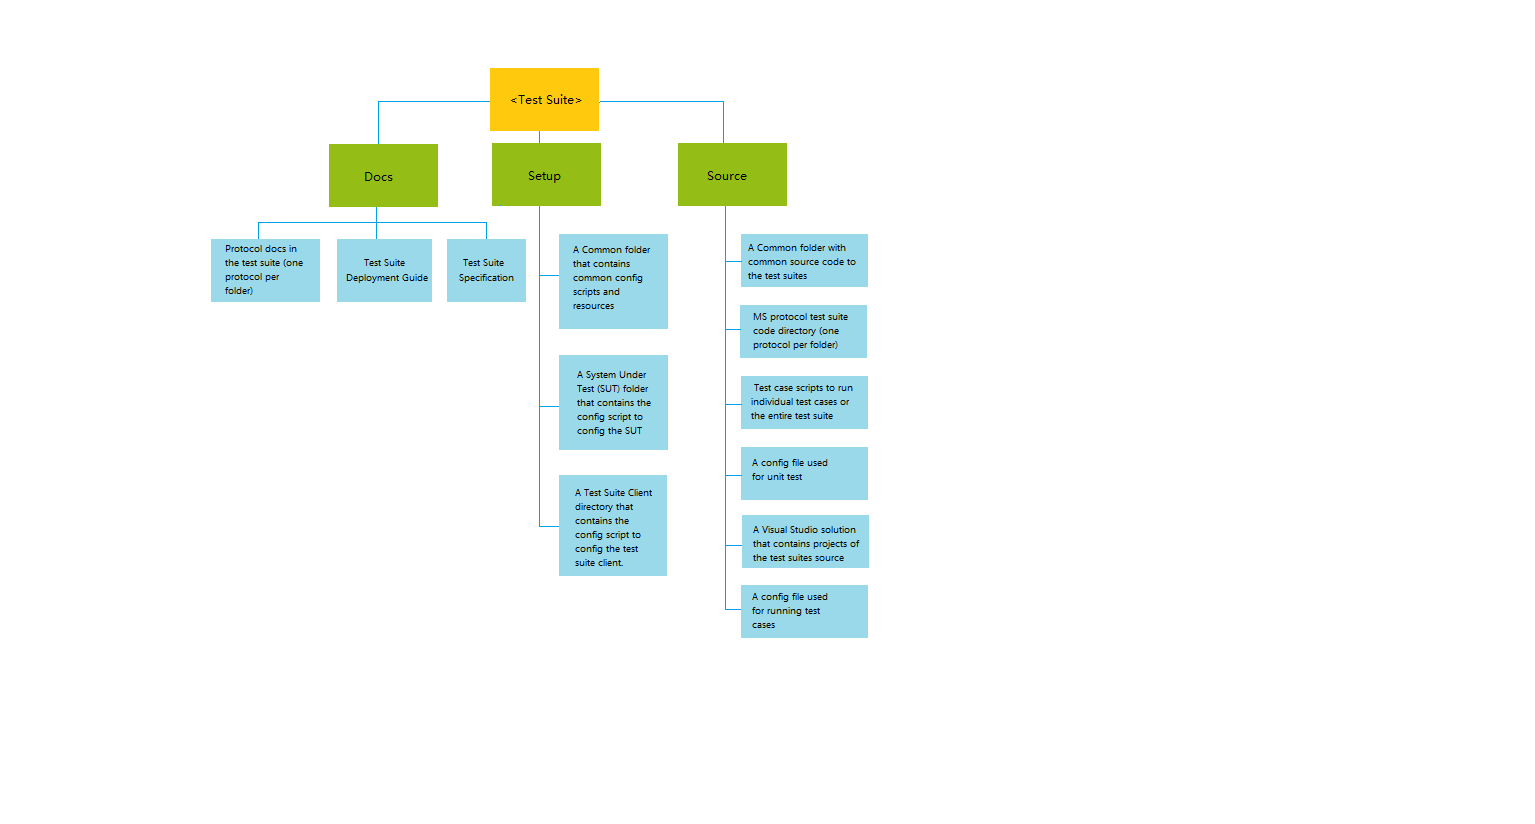 <Test Suite>
Docs
Setup
Source
Protocol docs in
the test suite (one
protocol per
folder)
Test Suite
Deployment Guide
Test Suite
Specification
A Common folder
that contains
common config
scripts and
resources
A System Under
Test (SUT) folder
that contains the
config script to
config the SUT
A Test Suite Client
directory that
contains the
config script to
config the test
suite client.
A Common folder with
common source code to
the test suites
MS protocol test suite
code directory (one
protocol per folder)
Test case scripts to run
individual test cases or
the entire test suite
A config file used
for unit test
A Visual Studio solution
that contains projects of
the test suites source
A config file used
for running test
cases